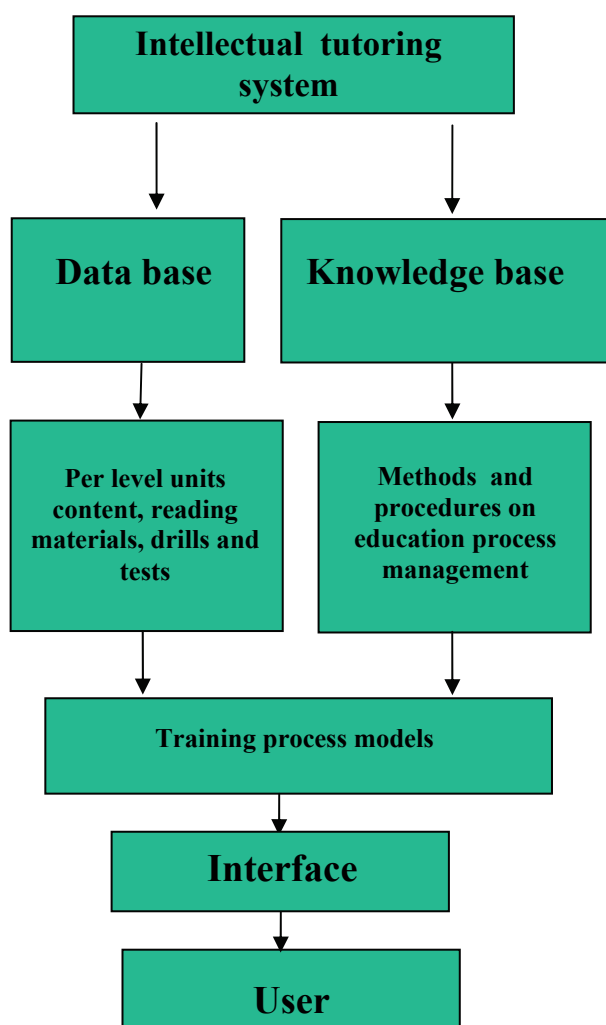 Intellectual tutoring
system
Data base
Knowledge base
Per level units
content, reading
materials, drills and
tests
Methods and
procedures on
education process
management
Training process models
Interface
User